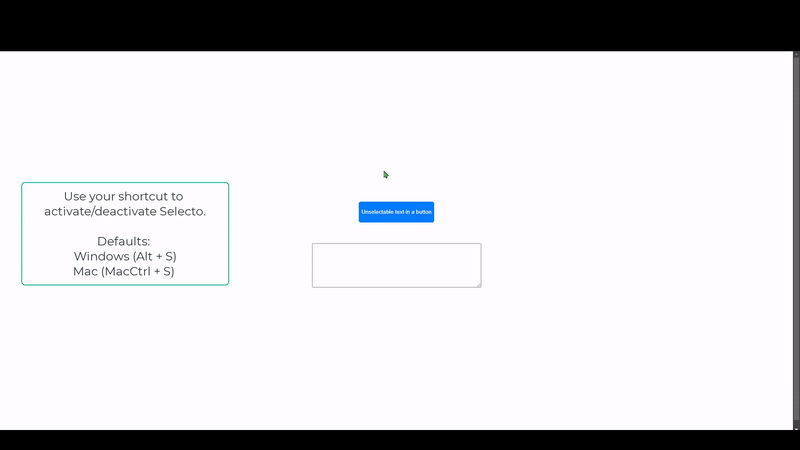 Use your shortcut to
activate/deactivate Selecto.
Defaults:
Windows (Alt + S)
Mac (MacCtrl + S)
Unselectable text in a button